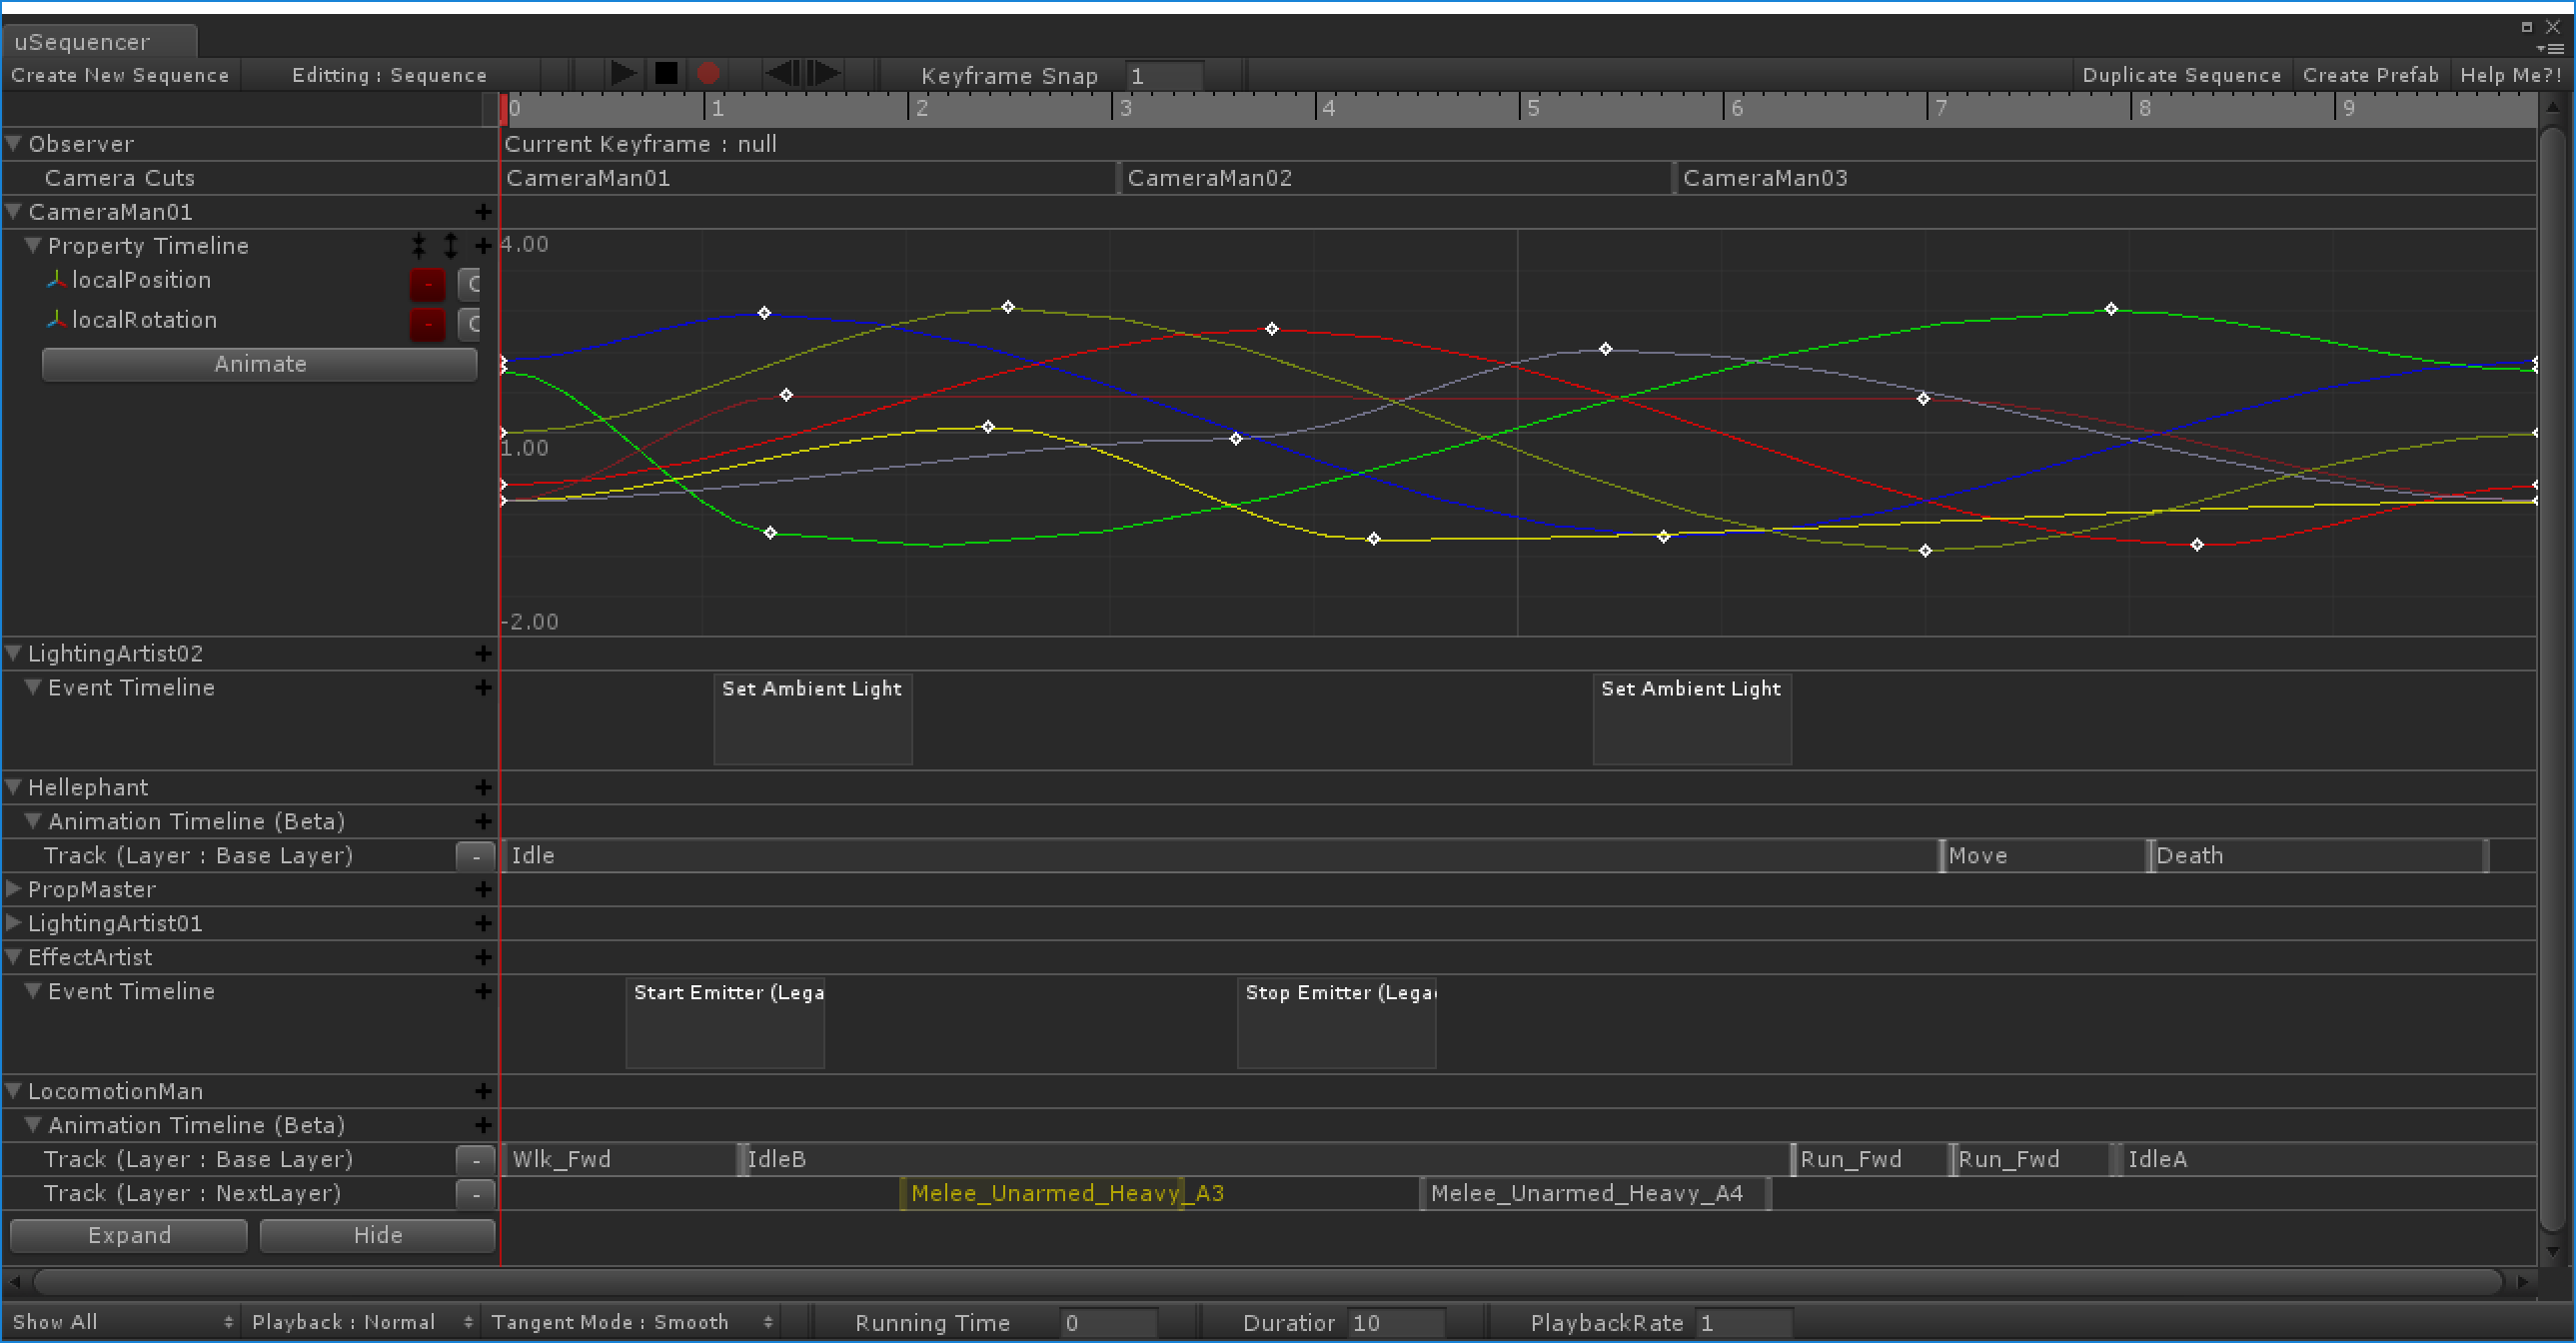 uSequencer
Create New Sequence Editting : Sequence Keyframe Snap 1 Duplicate Sequence Create Prefab Help Me?!
0 1 2 3 4 5 6 7 8 9
Observer Current Keyframe : null
Camera Cuts CameraMan01 CameraMan02 CameraMan03
CameraMan01 +
Property Timeline + 4.00
localPosition - C
localRotation - C
Animate
1.00
-2.00
LightingArtist02 +
Event Timeline + Set Ambient Light Set Ambient Light
Hellephant +
Animation Timeline (Beta) +
Track (Layer : Base Layer) - Idle Move Death
PropMaster +
LightingArtist01 +
EffectArtist +
Event Timeline + Start Emitter (Lega Stop Emitter (Lega
LocomotionMan +
Animation Timeline (Beta) +
Track (Layer : Base Layer) - Wlk_Fwd IdleB Run_Fwd Run_Fwd IdleA
Track (Layer : NextLayer) - Melee_Unarmed_Heavy_A3 Melee_Unarmed_Heavy_A4
Expand Hide
Show All Playback : Normal Tangent Mode : Smooth Running Time 0 Duratior 10 PlaybackRate 1